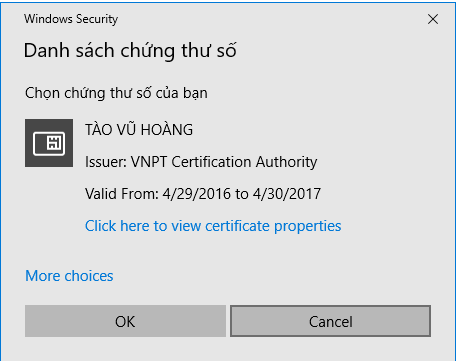 Windows Security
Danh sách chứng thư số
Chọn chứng thư số của bạn
TÀO VŨ HOÀNG
Issuer: VNPT Certification Authority
Valid From: 4/29/2016 to 4/30/2017
Click here to view certificate properties
More choices
OK
Cancel